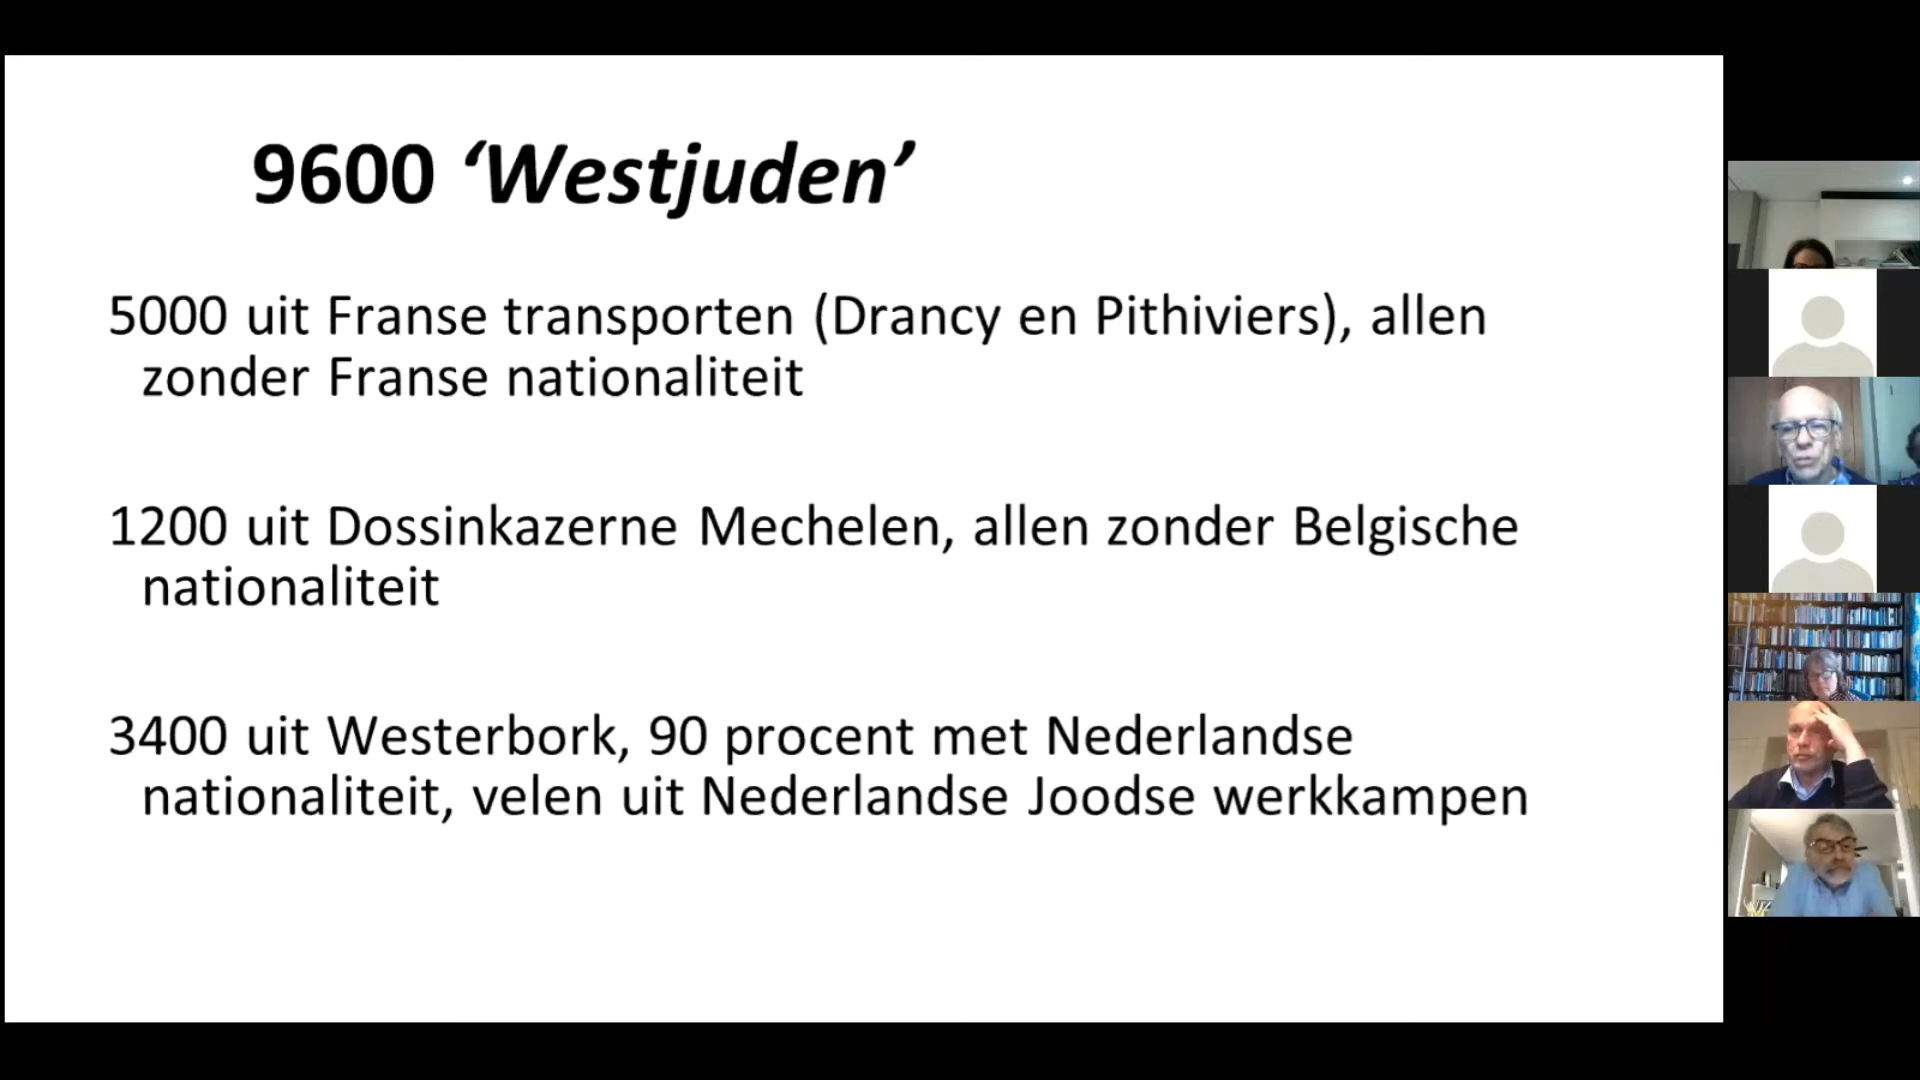 9600 ‘Westjuden’
5000 uit Franse transporten (Drancy en Pithiviers), allen
zonder Franse nationaliteit
1200 uit Dossinkazerne Mechelen, allen zonder Belgische
nationaliteit
3400 uit Westerbork, 90 procent met Nederlandse
nationaliteit, velen uit Nederlandse Joodse werkkampen